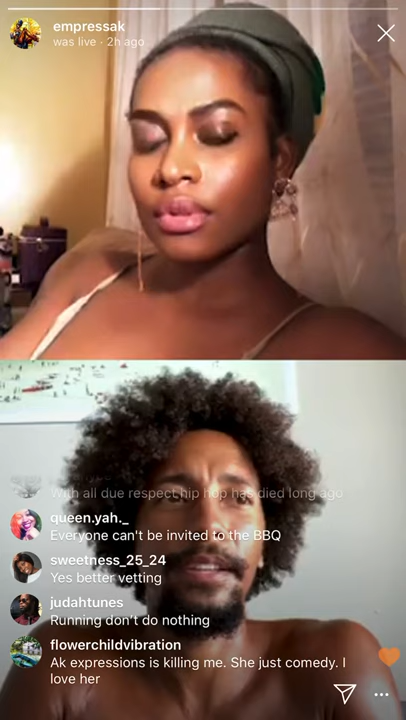 empressak
was live · 2h ago
With all due respect hip hop has died long ago
queen.yah._
Everyone can't be invited to the BBQ
sweetness_25_24
Yes better vetting
judahtunes
Running don't do nothing
flowerchildvibration
Ak expressions is killing me. She just comedy. I
love her